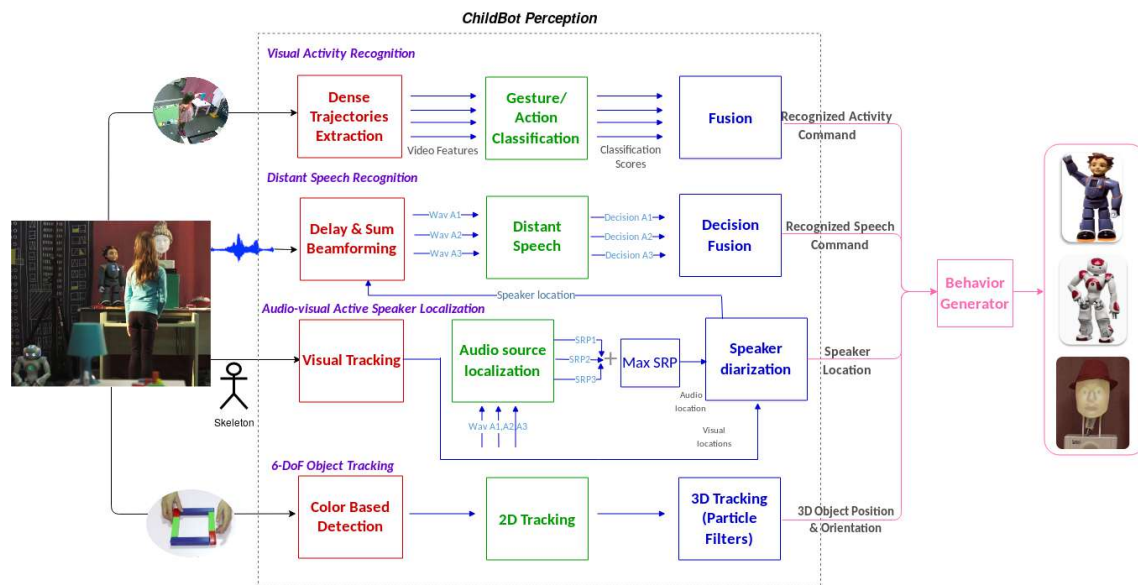 ChildBot Perception
Visual Activity Recognition
Dense
Trajectories
Extraction
Video Features
Gesture/
Action
Classification
Classification
Scores
Fusion
Recognized Activity
Command
Distant Speech Recognition
Delay & Sum
Beamforming
Wav A1
Wav A2
Wav A3
Distant
Speech
Decision A1
Decision A2
Decision A3
Decision
Fusion
Recognized Speech
Command
Speaker location
Audio-visual Active Speaker Localization
Visual Tracking
Skeleton
Audio source
localization
Wav A1,A2,A3
SRP1
SRP2
SRP3
+
Max SRP
Audio
location
Visual
locations
Speaker
diarization
Speaker
Location
6-DoF Object Tracking
Color Based
Detection
2D Tracking
3D Tracking
(Particle
Filters)
3D Object Position
& Orientation
Behavior
Generator